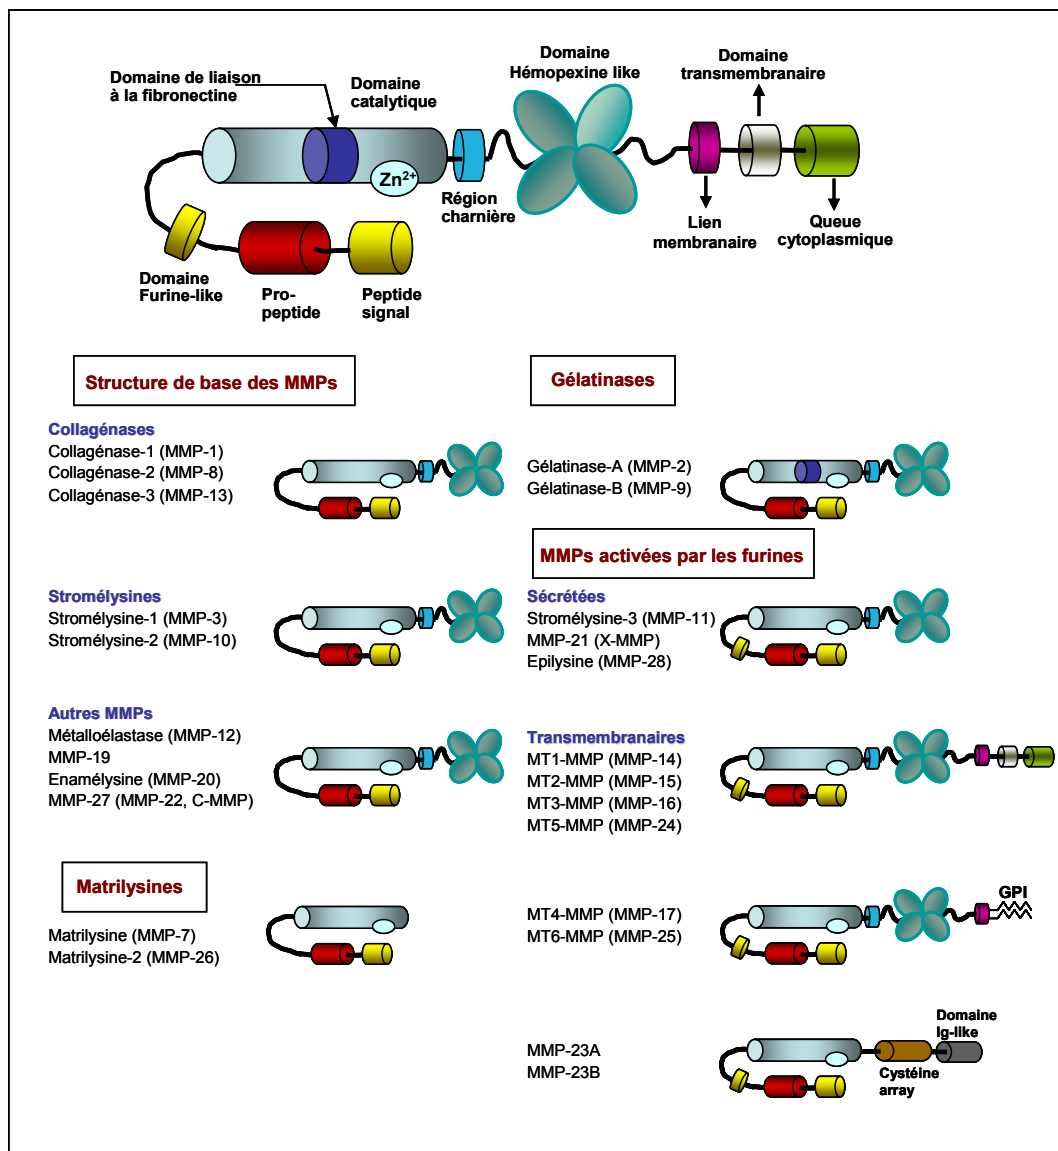 Domaine de liaison
à la fibronectine
Domaine
catalytique
Domaine
Hémopexine like
Domaine
transmembranaire
Zn2+
Région
charnière
Lien
membranaire
Queue
cytoplasmique
Domaine
Furine-like
Pro-
peptide
Peptide
signal
Structure de base des MMPs
Collagénases
Collagénase-1 (MMP-1)
Collagénase-2 (MMP-8)
Collagénase-3 (MMP-13)
Stromélysines
Stromélysine-1 (MMP-3)
Stromélysine-2 (MMP-10)
Autres MMPs
Métalloélastase (MMP-12)
MMP-19
Enamélysine (MMP-20)
MMP-27 (MMP-22, C-MMP)
Matrilysines
Matrilysine (MMP-7)
Matrilysine-2 (MMP-26)
Gélatinases
Gélatinase-A (MMP-2)
Gélatinase-B (MMP-9)
MMPs activées par les furines
Sécrétées
Stromélysine-3 (MMP-11)
MMP-21 (X-MMP)
Epilysine (MMP-28)
Transmembranaires
MT1-MMP (MMP-14)
MT2-MMP (MMP-15)
MT3-MMP (MMP-16)
MT5-MMP (MMP-24)
GPI
MT4-MMP (MMP-17)
MT6-MMP (MMP-25)
MMP-23A
MMP-23B
Domaine
Ig-like
Cystéine
array